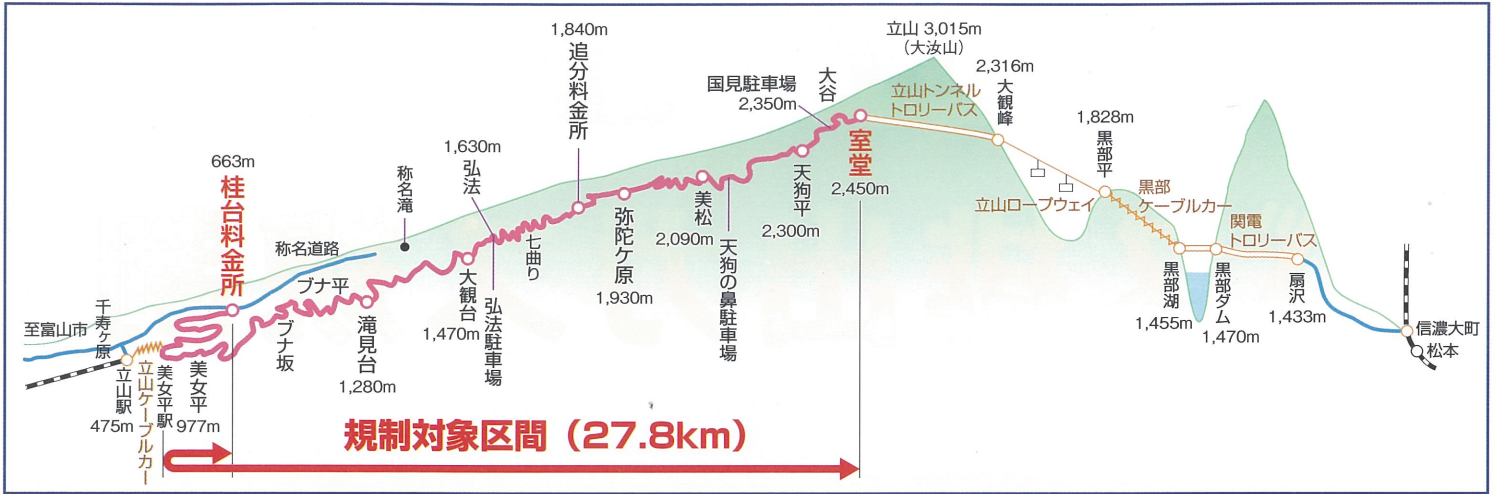 至富山市
千寿ヶ原
立山駅
475m
立山ケーブルカー
美女平駅
美女平
977m
663m
桂台料金所
称名道路
称名滝
ブナ坂
ブナ平
滝見台
1,280m
大観台
1,470m
1,630m
弘法
弘法駐車場
七曲り
1,840m
追分料金所
弥陀ケ原
1,930m
美松
2,090m
天狗の鼻駐車場
天狗平
2,300m
国見駐車場
2,350m
大谷
室堂
2,450m
立山 3,015m
（大汝山）
立山トンネル
トロリーバス
2,316m
大観峰
立山ロープウェイ
1,828m
黒部平
黒部
ケーブルカー
黒部湖
1,455m
黒部ダム
1,470m
関電
トロリーバス
扇沢
1,433m
信濃大町
松本
規制対象区間（27.8km）